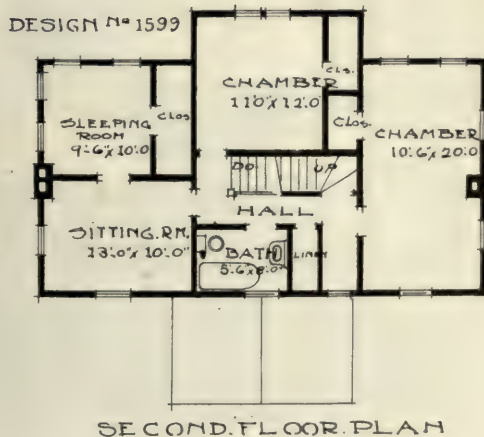 DESIGN No 1599
CHAMBER
11'0" X 12'0"
CLS.
SLEEPING
ROOM
9'-6" X 10'0
CLOS
CLOS.
CHAMBER
10'6" X 20'0
DO.
UP
HALL
SITTING. RM.
13'0" X 10'0"
BATH
5'6" X 8'0"
LINEN
SECOND. FLOOR. PLAN